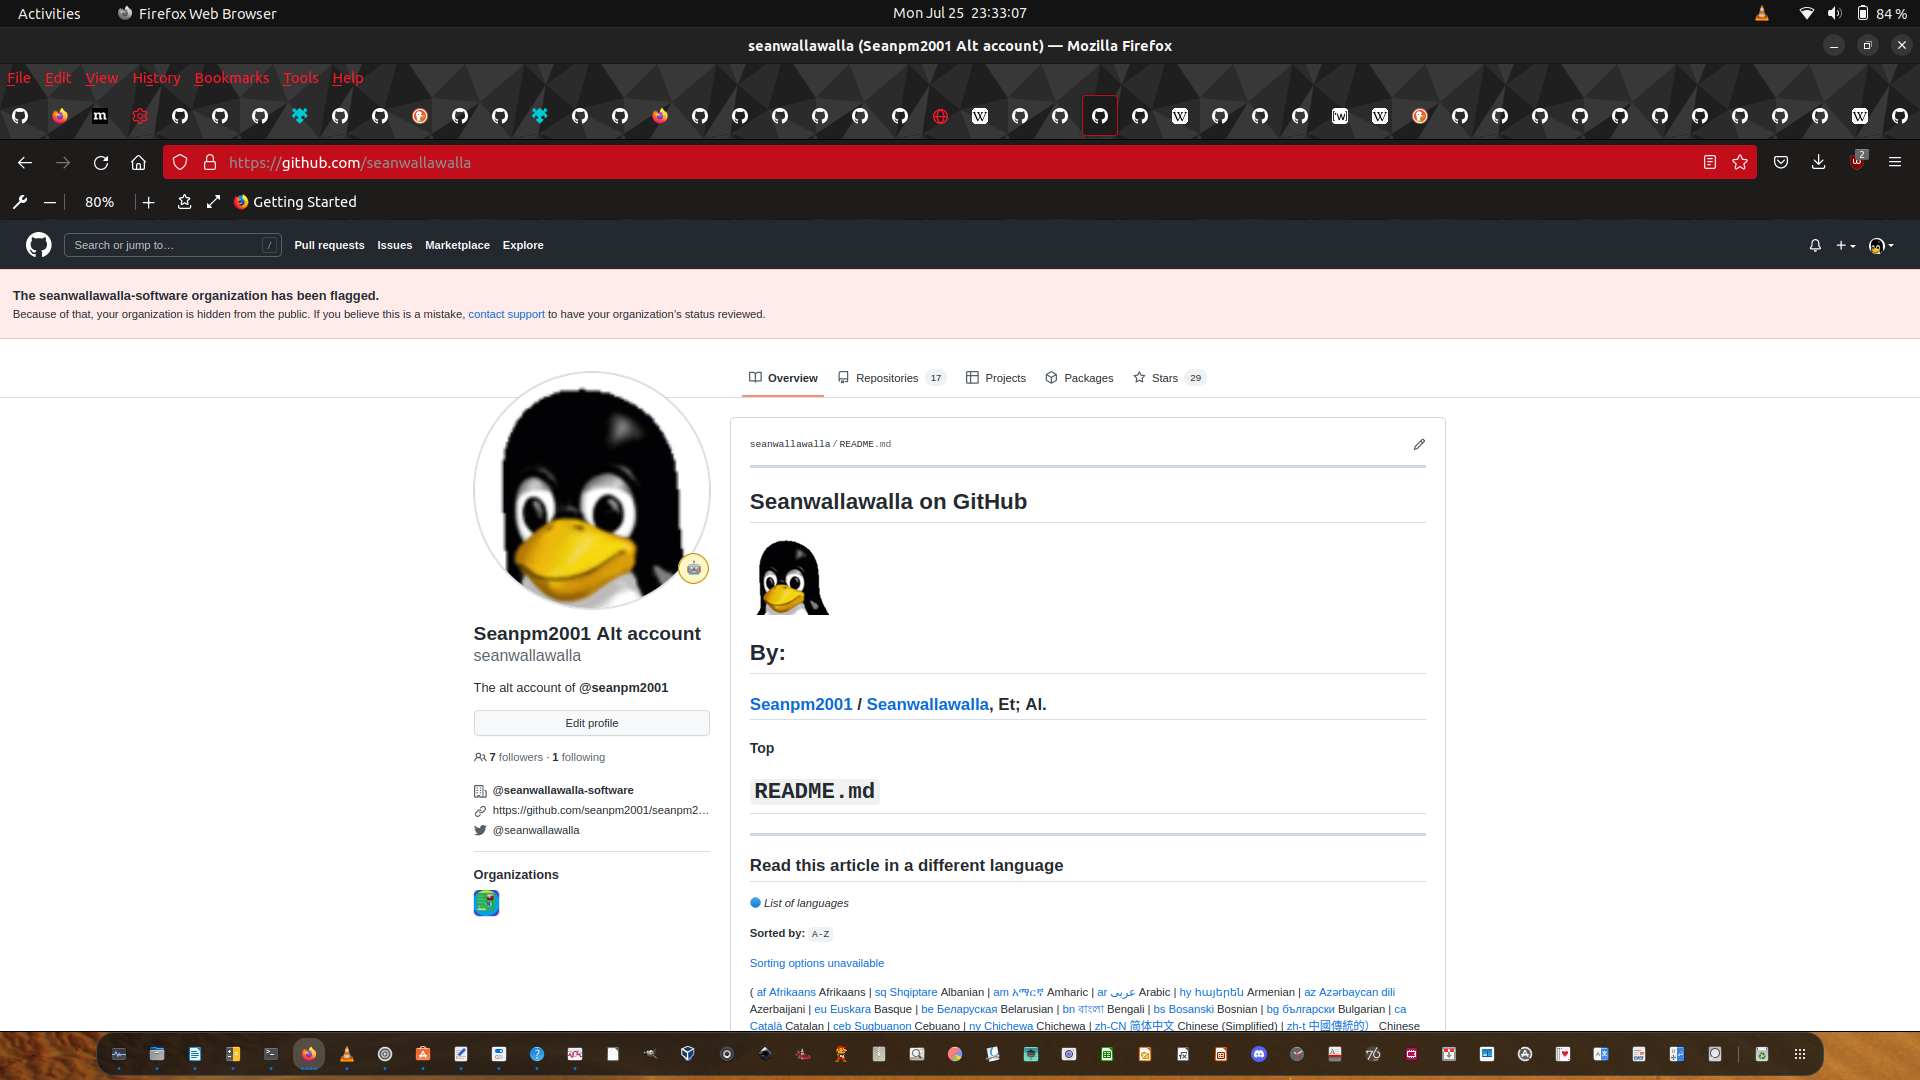 Activities Firefox Web Browser Mon Jul 25 23:33:07 84 %
seanwallawalla (Seanpm2001 Alt account) — Mozilla Firefox
File Edit View History Bookmarks Tools Help
https://github.com/seanwallawalla 2
80% Getting Started
Search or jump to… / Pull requests Issues Marketplace Explore
The seanwallawalla-software organization has been flagged.
Because of that, your organization is hidden from the public. If you believe this is a mistake, contact support to have your organization's status reviewed.
Overview Repositories 17 Projects Packages Stars 29
seanwallawalla/README.md
Seanwallawalla on GitHub
By:
Seanpm2001 / Seanwallawalla, Et; Al.
Top
README.md
Read this article in a different language
List of languages
Sorted by: A-Z
Sorting options unavailable
( af Afrikaans Afrikaans | sq Shqiptare Albanian | am አማርኛ Amharic | ar عربى Arabic | hy հայերեն Armenian | az Azərbaycan dili
Azerbaijani | eu Euskara Basque | be Беларуская Belarusian | bn বাংলা Bengali | bs Bosanski Bosnian | bg български Bulgarian | ca
Català Catalan | ceb Sugbuanon Cebuano | ny Chichewa Chichewa | zh-CN 简体中文 Chinese (Simplified) | zh-t 中國傳統的） Chinese
Seanpm2001 Alt account
seanwallawalla
The alt account of @seanpm2001
Edit profile
7 followers · 1 following
@seanwallawalla-software
https://github.com/seanpm2001/seanpm2…
@seanwallawalla
Organizations